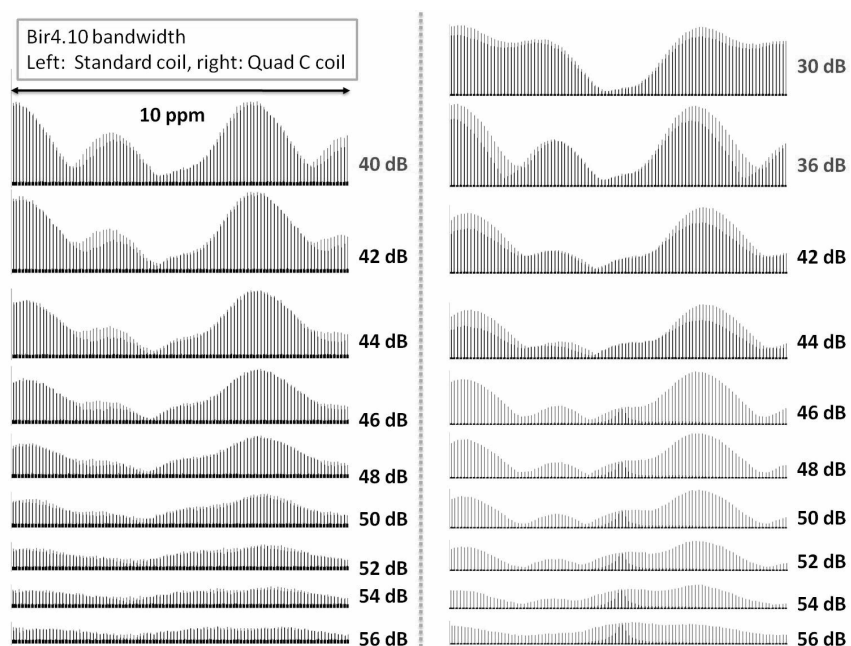 Bir4.10 bandwidth
Left: Standard coil, right: Quad C coil
10 ppm
40 dB
42 dB
44 dB
46 dB
48 dB
50 dB
52 dB
54 dB
56 dB
30 dB
36 dB
42 dB
44 dB
46 dB
48 dB
50 dB
52 dB
54 dB
56 dB